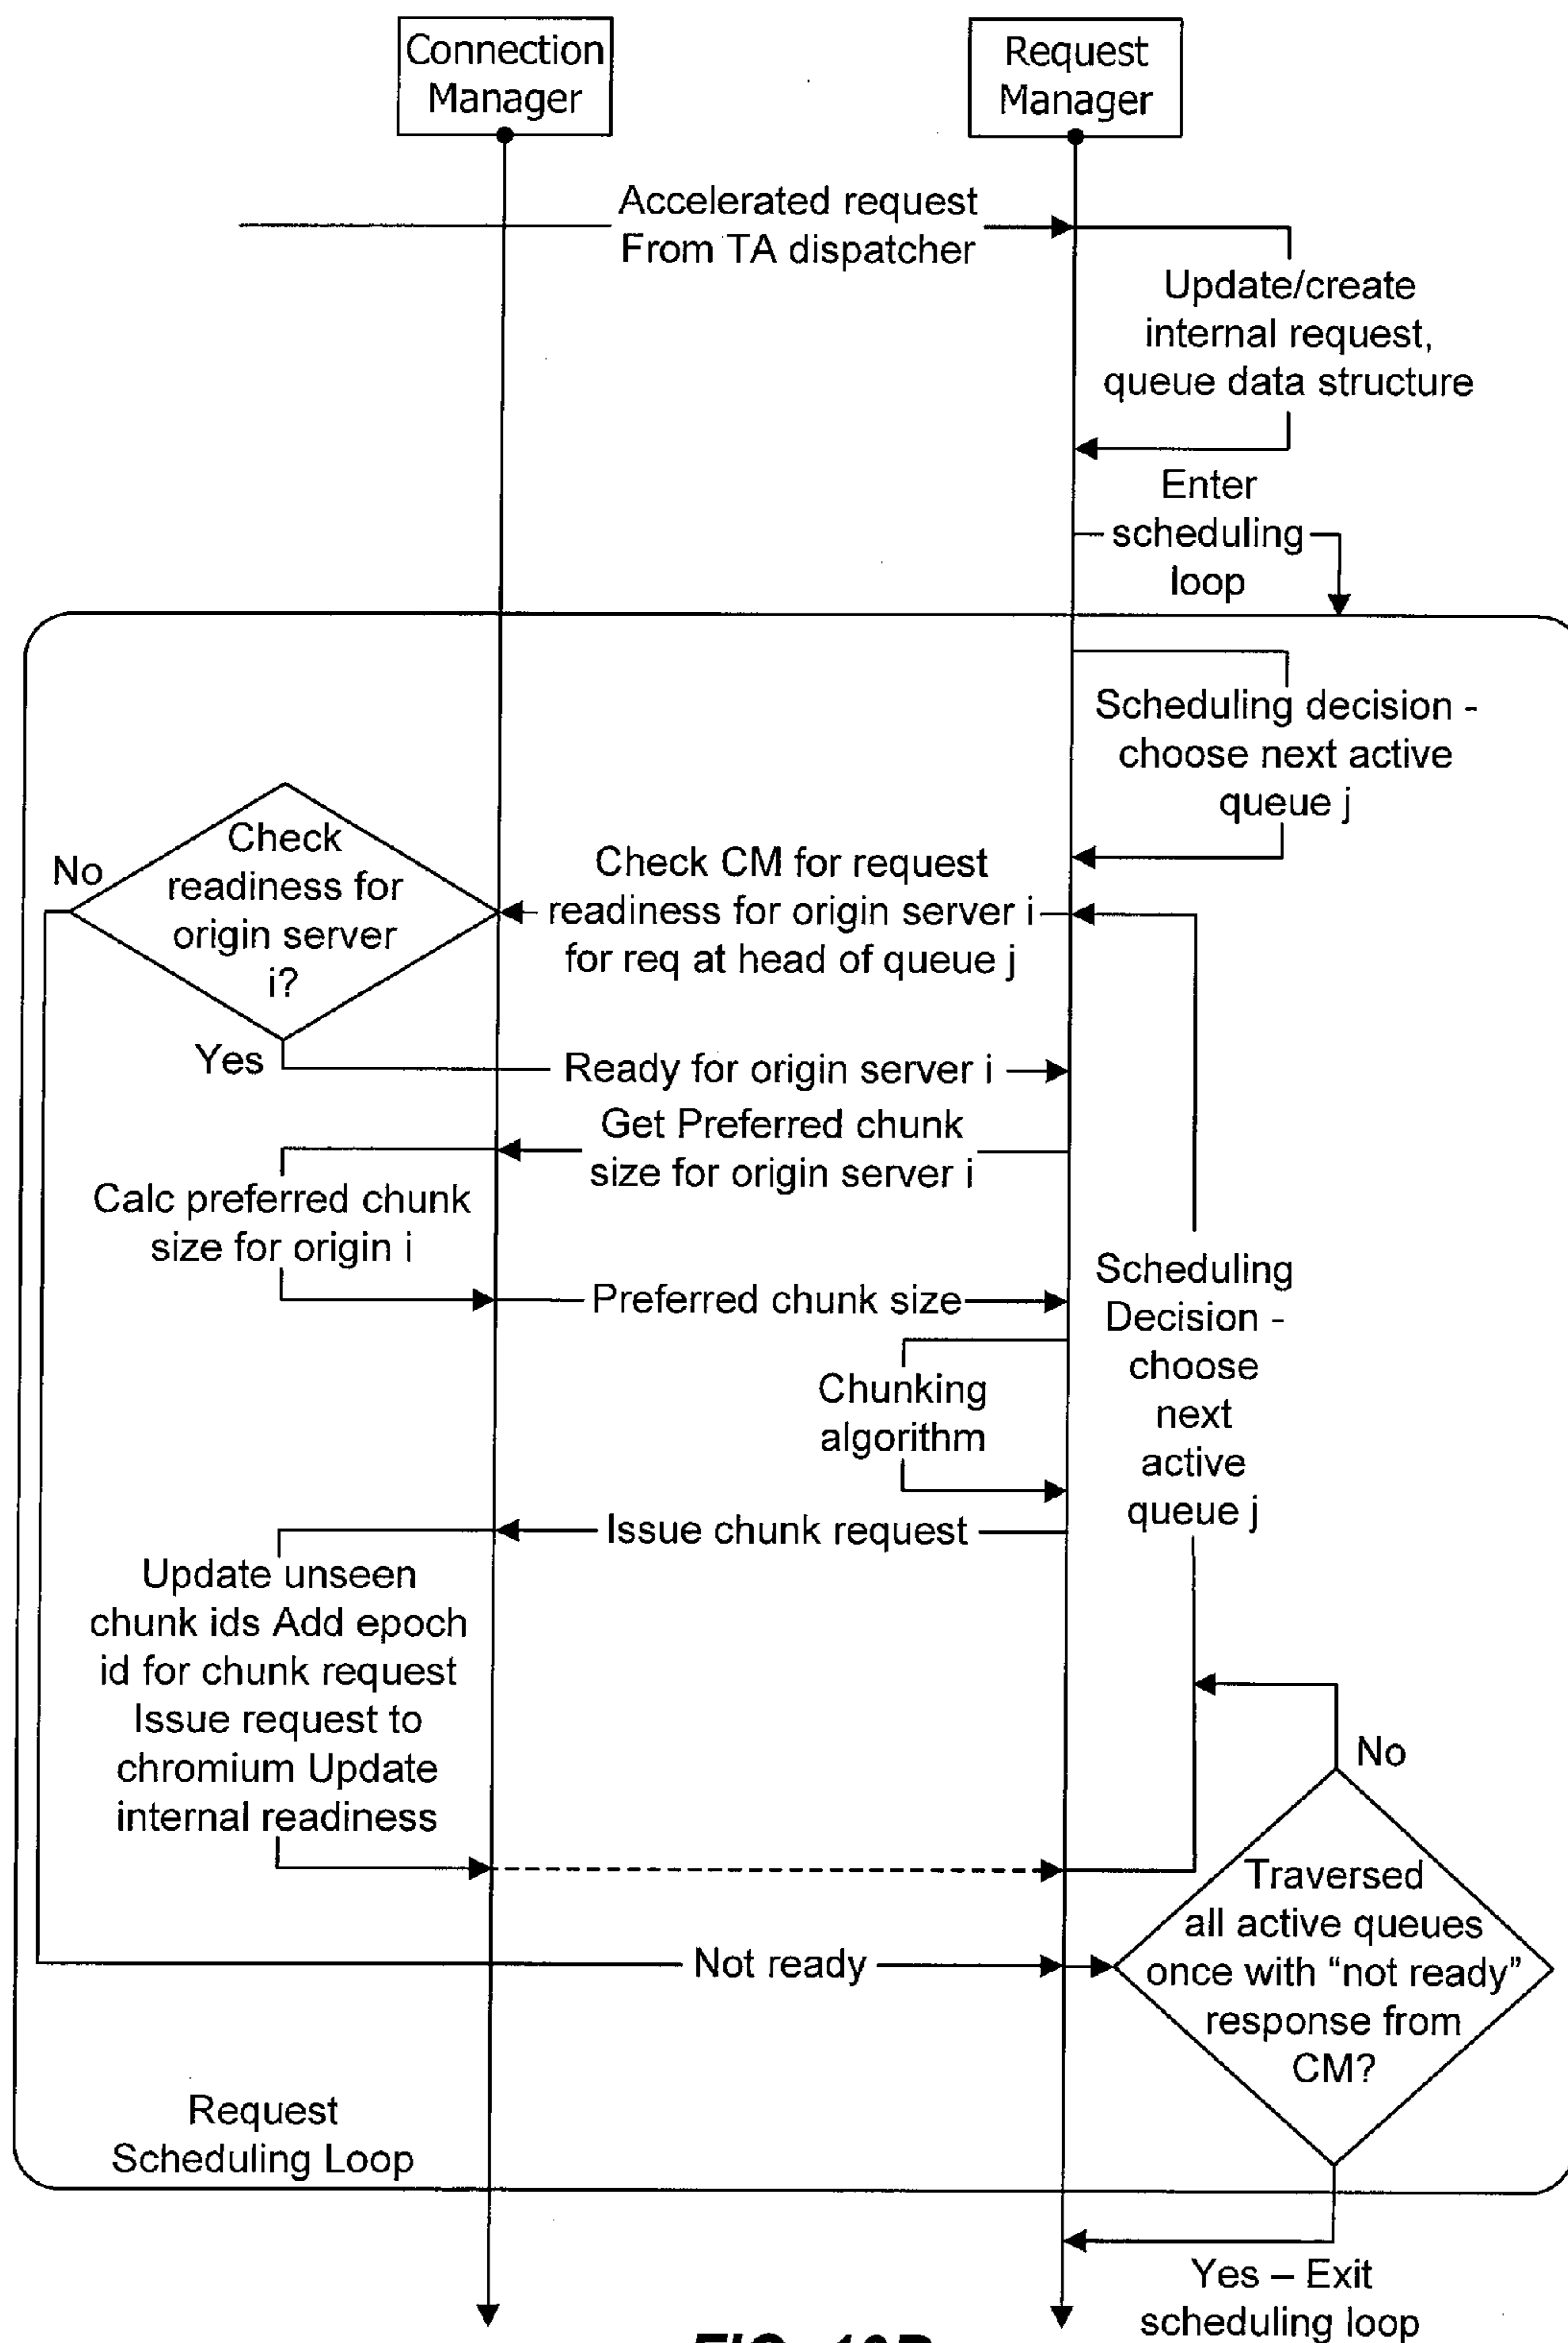 Connection
Manager
Request
Manager
Accelerated request
From TA dispatcher
Update/create
internal request,
queue data structure
Enter
scheduling
loop
Scheduling decision -
choose next active
queue j
Check
readiness for
origin server
i?
No
Check CM for request
readiness for origin server i
for req at head of queue j
Yes
Ready for origin server i
Get Preferred chunk
size for origin server i
Calc preferred chunk
size for origin i
Preferred chunk size
Scheduling
Decision -
choose
next
active
queue j
Chunking
algorithm
Issue chunk request
Update unseen
chunk ids Add epoch
id for chunk request
Issue request to
chromium Update
internal readiness
No
Traversed
all active queues
once with “not ready”
response from
CM?
Not ready
Request
Scheduling Loop
Yes – Exit
scheduling loop